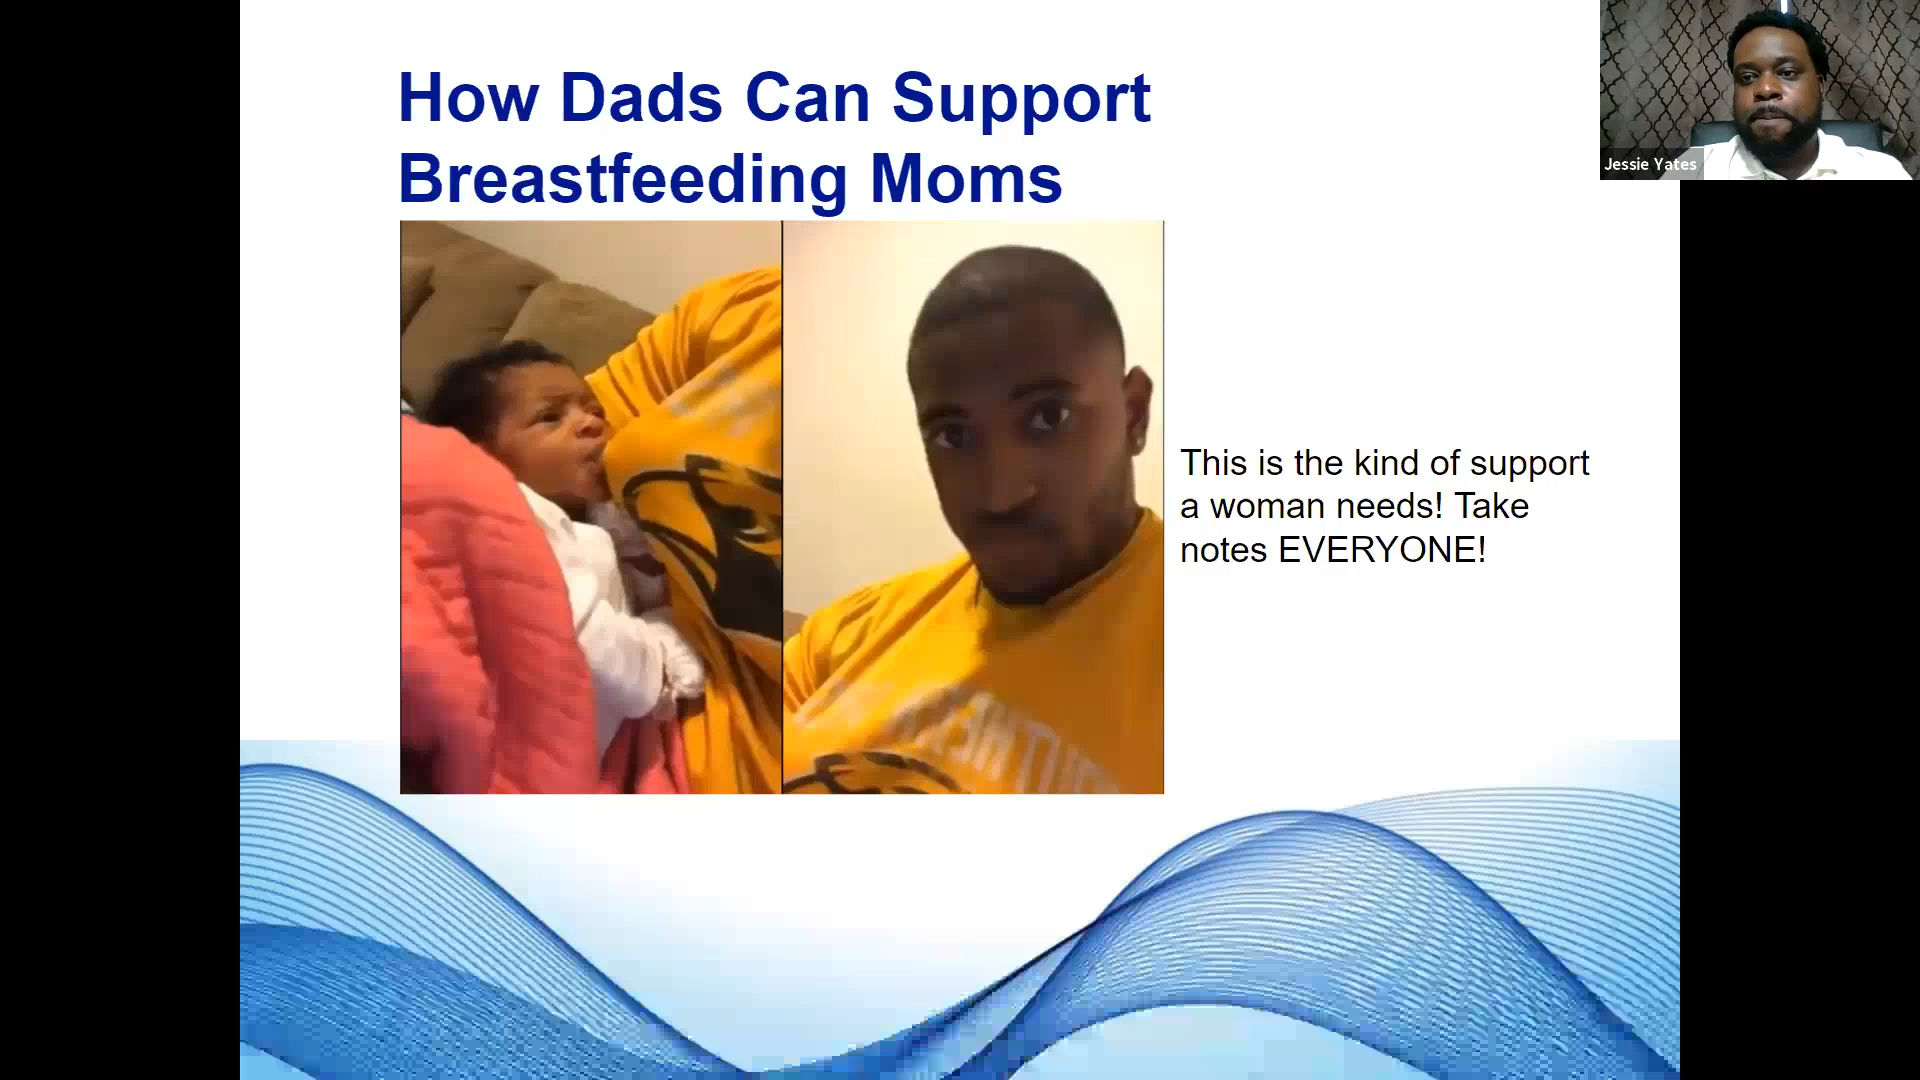 How Dads Can Support
Breastfeeding Moms
Jessie Yates
This is the kind of support
a woman needs! Take
notes EVERYONE!